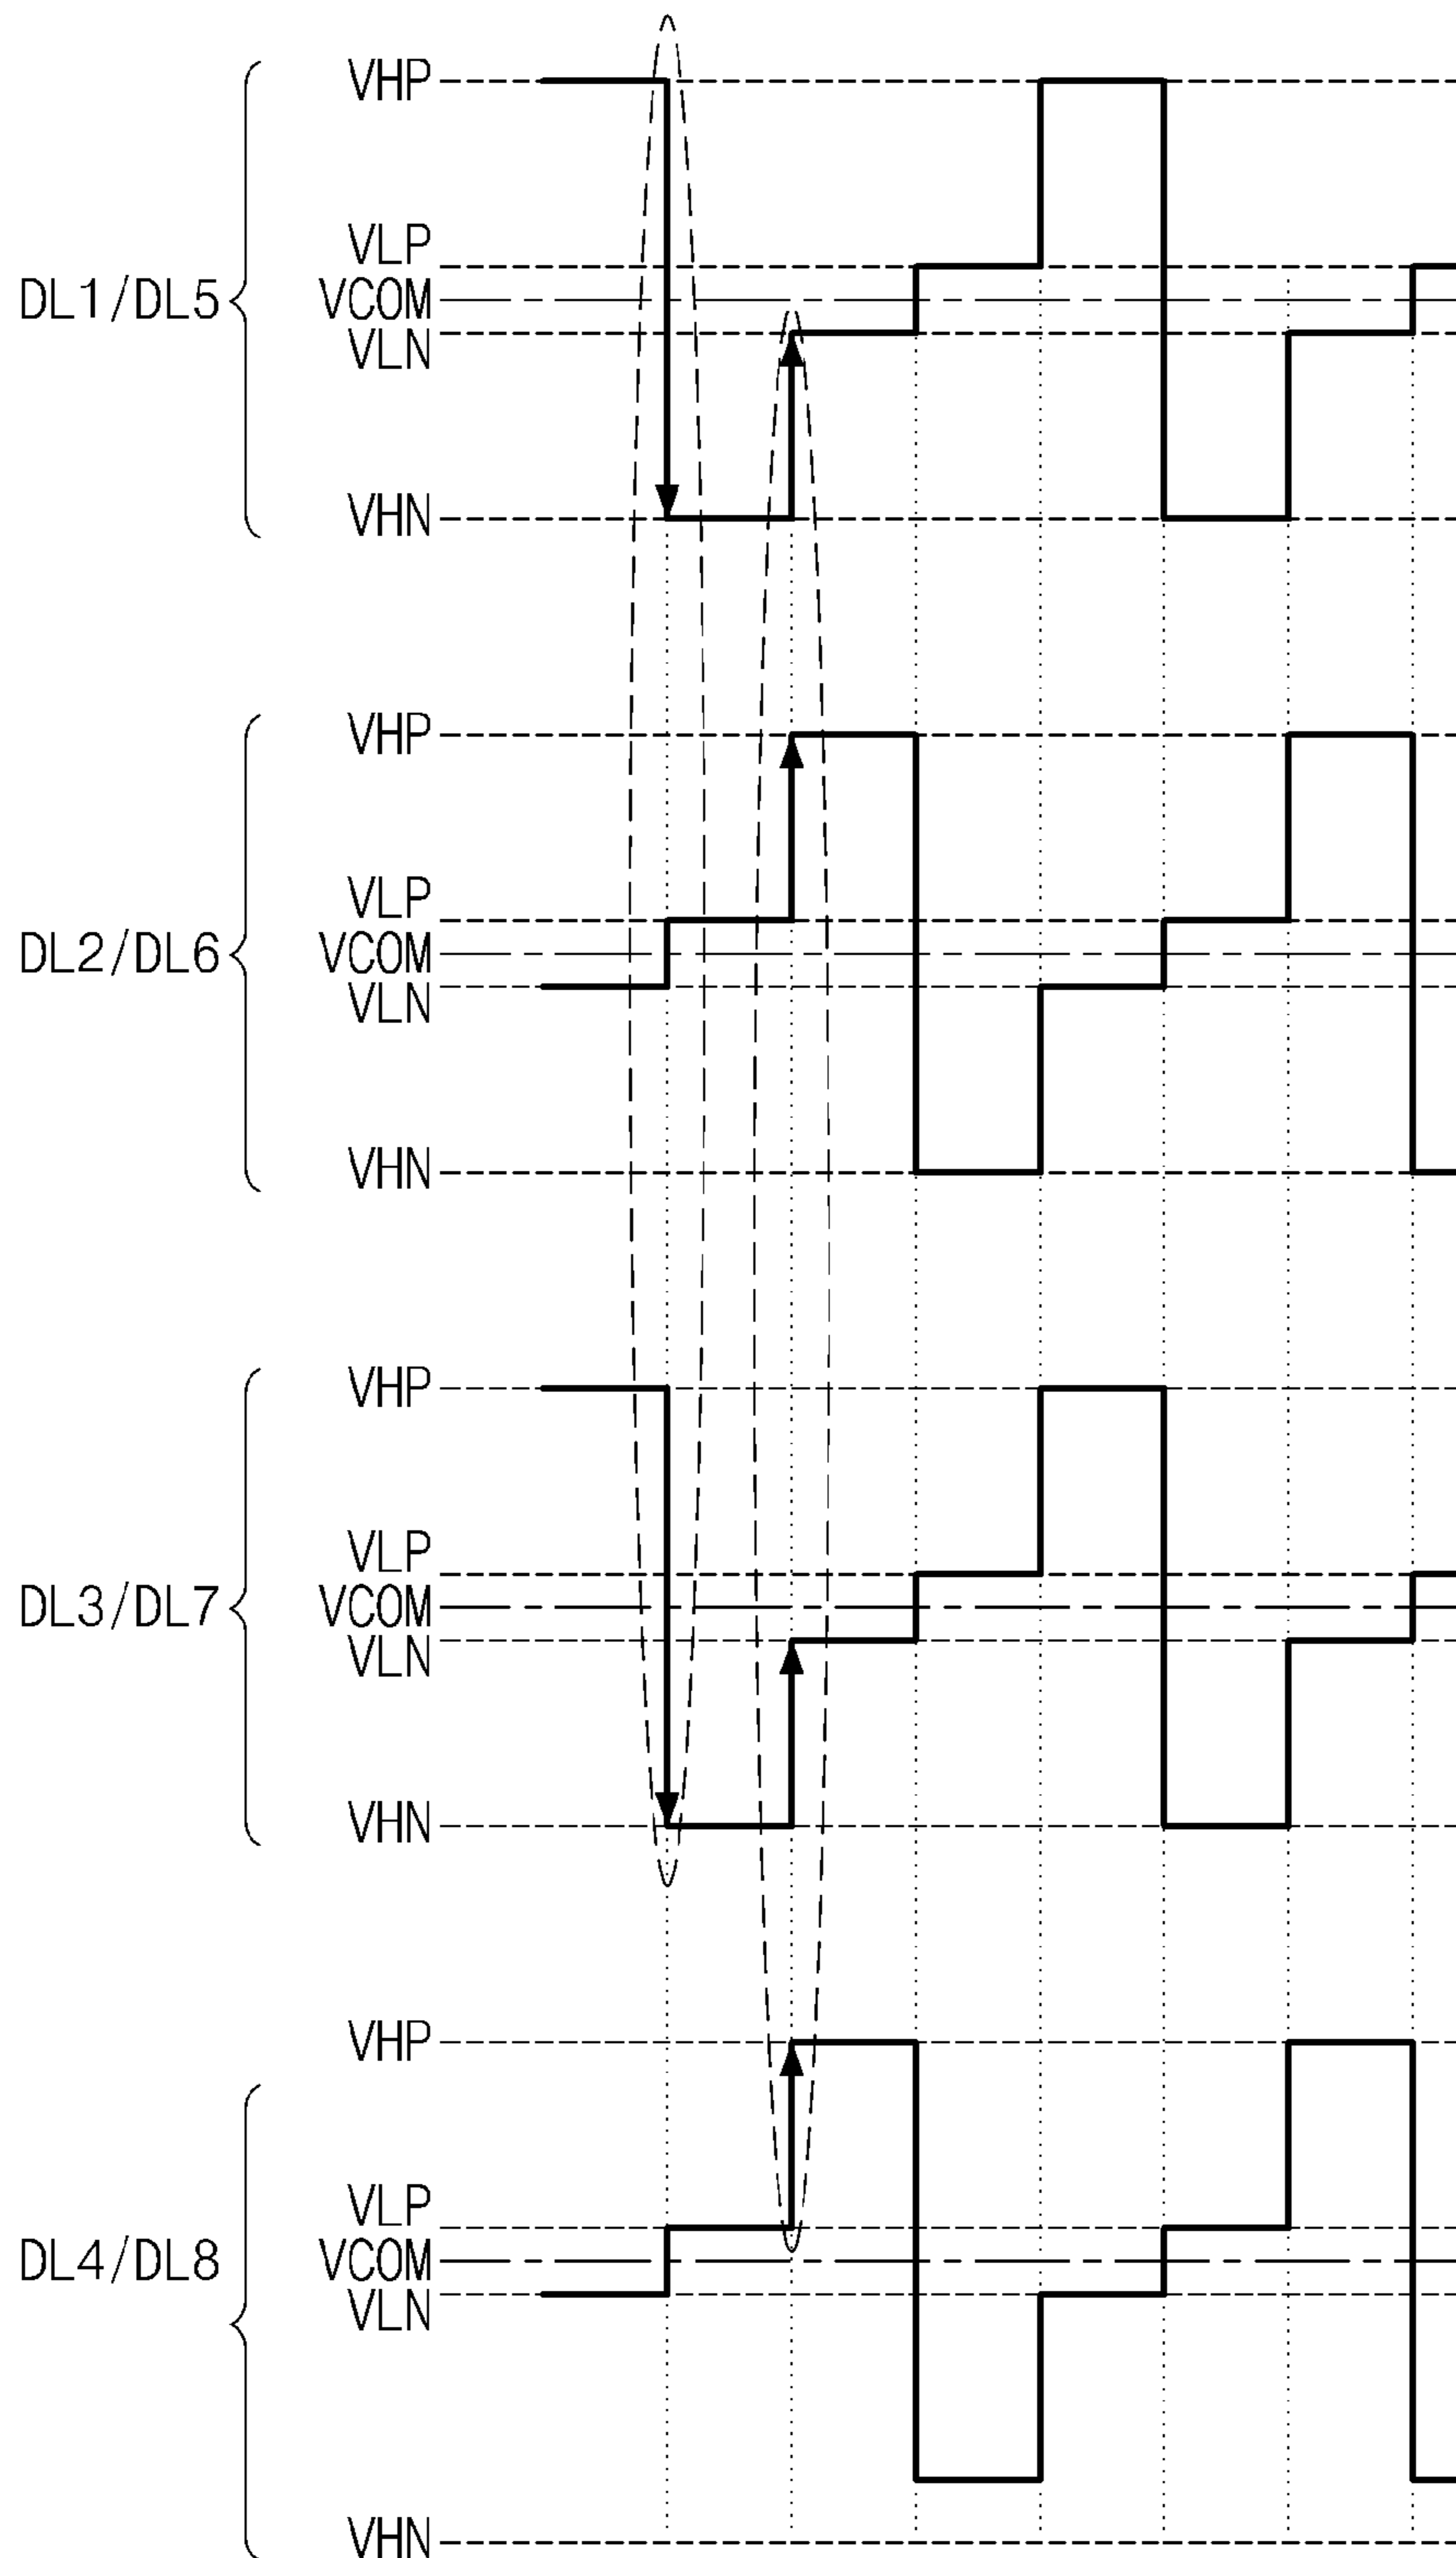 VHP
VLP
DL1/DL5
VCOM
VLN
VHN
VHP
VLP
DL2/DL6
VCOM
VLN
VHN
VHP
VLP
DL3/DL7
VCOM
VLN
VHN
VHP
VLP
DL4/DL8
VCOM
VLN
VHN